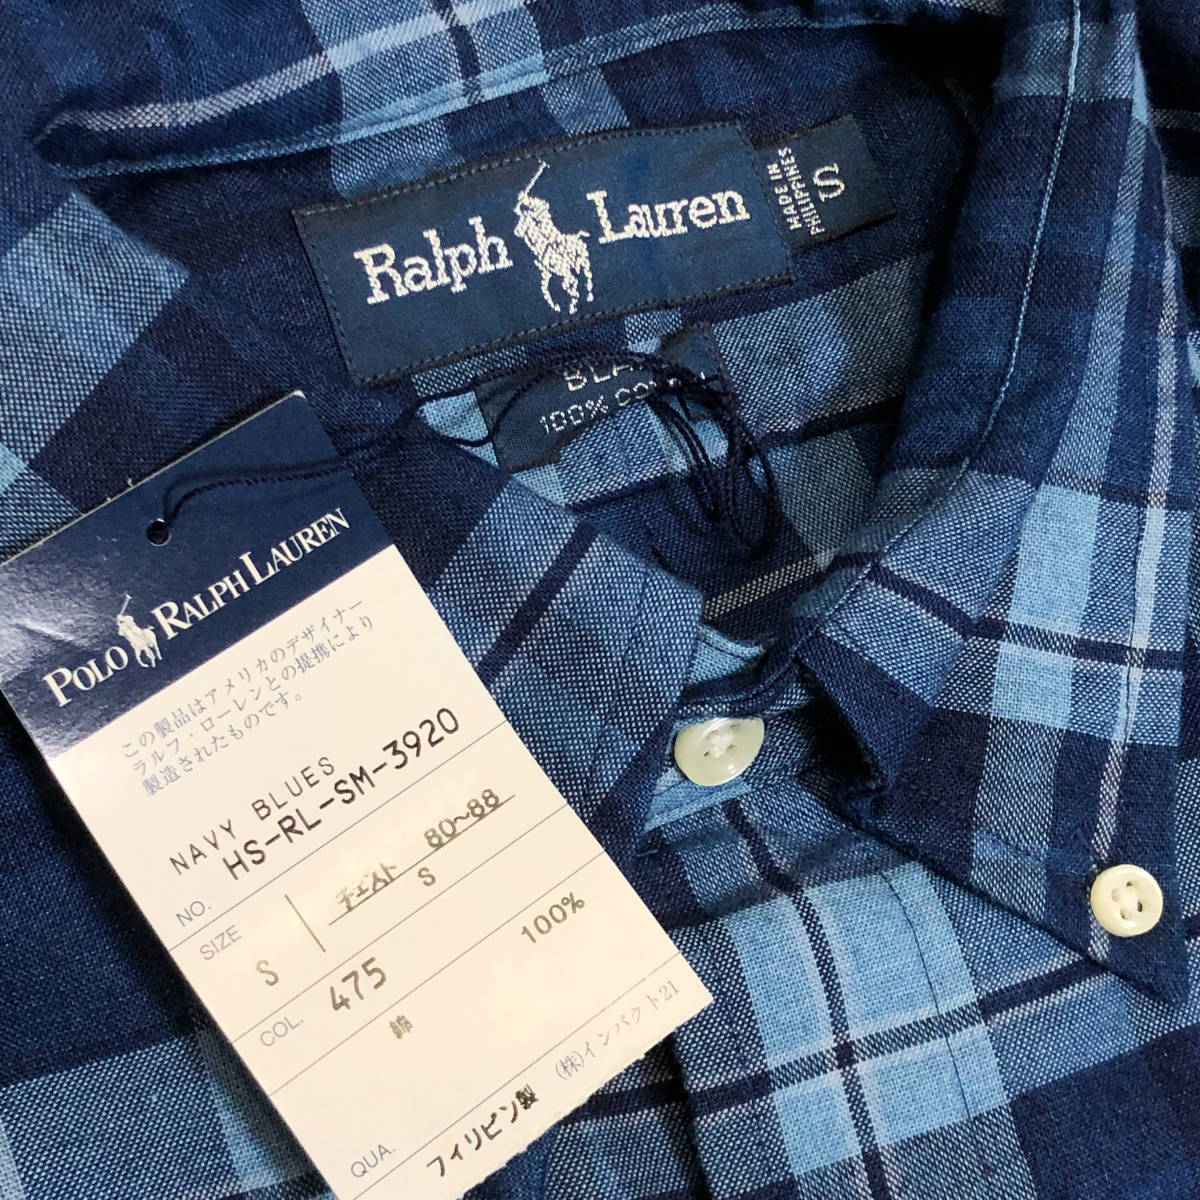 Ralph Lauren
MADE IN
PHILIPPINES
S
100%
POLO RALPH LAUREN
この製品はアメリカのデザイナー
ラルフ・ローレンとの提携により
製造されたものです。
NAVY BLUES
NO. HS-RL-SM-3920
SIZE チェスト 80~88
S S
COL. 475
綿 100%
QUA. フィリピン製 (株)インパクト21